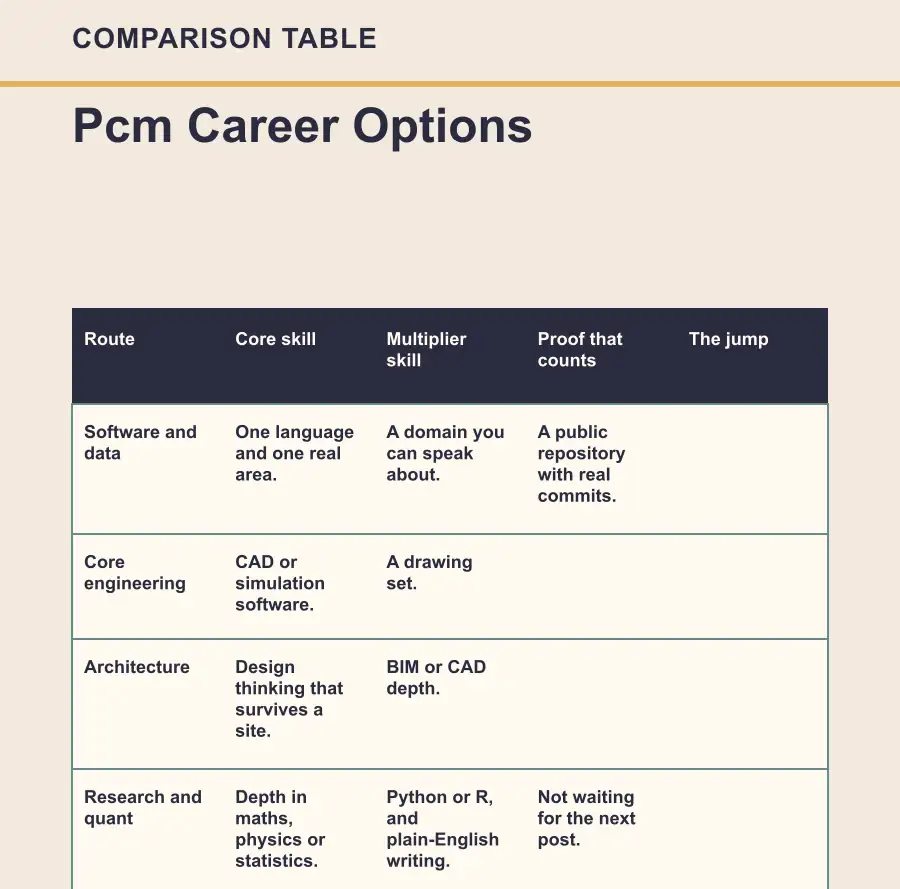 COMPARISON TABLE
Pcm Career Options
Route
Core skill
Multiplier
skill
Proof that
counts
The jump
Software and
data
One language
and one real
area.
A domain you
can speak
about.
A public
repository
with real
commits.
Core
engineering
CAD or
simulation
software.
A drawing
set.
Architecture
Design
thinking that
survives a
site.
BIM or CAD
depth.
Research and
quant
Depth in
maths,
physics or
statistics.
Python or R,
and
plain-English
writing.
Not waiting
for the next
post.